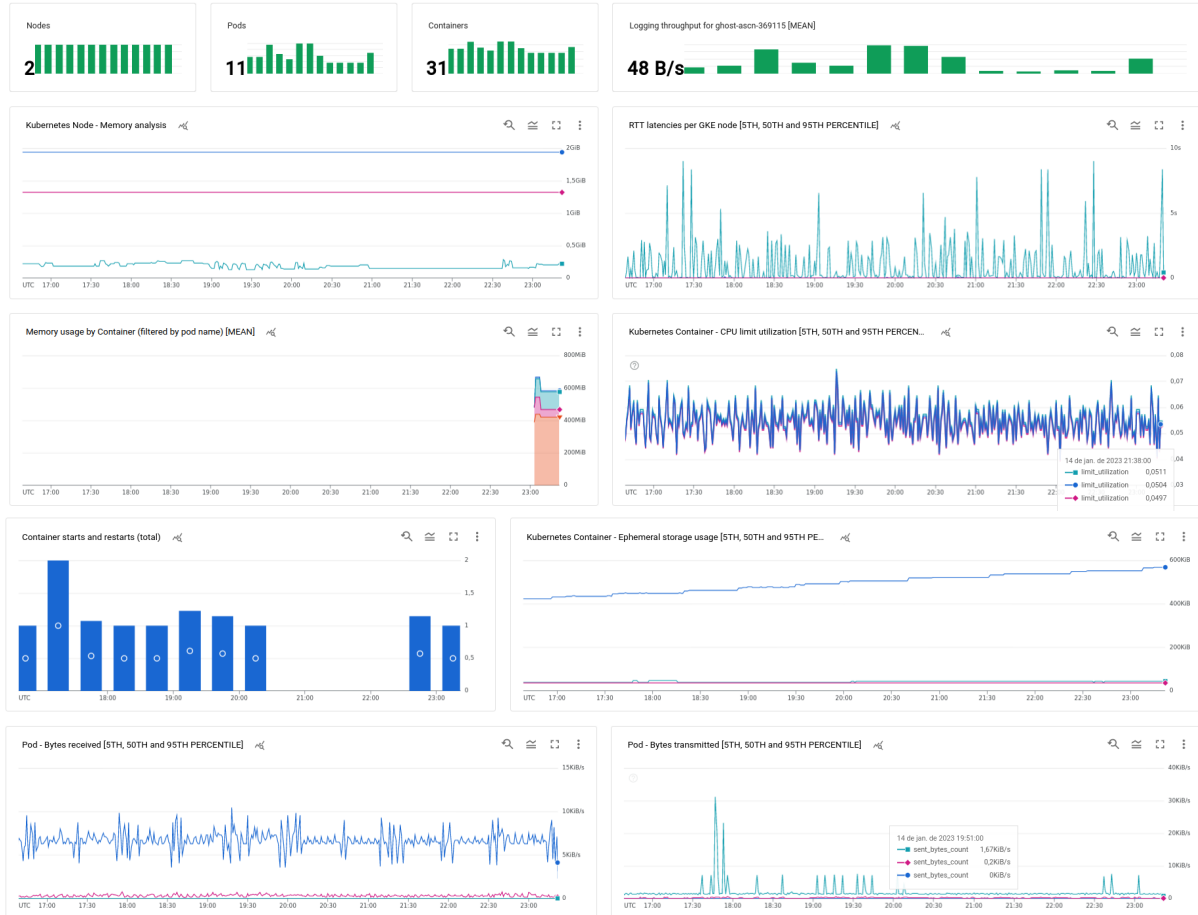 Nodes
2
Pods
11
Containers
31
Logging throughput for ghost-ascn-369115 [MEAN]
48 B/s
Kubernetes Node - Memory analysis
2GiB
1,5GiB
1GiB
0,5GiB
0
UTC 17:00 17:30 18:00 18:30 19:00 19:30 20:00 20:30 21:00 21:30 22:00 22:30 23:00
RTT latencies per GKE node [5TH, 50TH and 95TH PERCENTILE]
10s
5s
0
UTC 17:00 17:30 18:00 18:30 19:00 19:30 20:00 20:30 21:00 21:30 22:00 22:30 23:00
Memory usage by Container (filtered by pod name) [MEAN]
800MiB
600MiB
400MiB
200MiB
0
UTC 17:00 17:30 18:00 18:30 19:00 19:30 20:00 20:30 21:00 21:30 22:00 22:30 23:00
Kubernetes Container - CPU limit utilization [5TH, 50TH and 95TH PERCEN...
0,08
0,07
0,06
0,05
0,04
0,03
14 de jan. de 2023 21:38:00
limit_utilization 0,0511
limit_utilization 0,0504
limit_utilization 0,0497
UTC 17:00 17:30 18:00 18:30 19:00 19:30 20:00 20:30 21:00 21:30 22:
Container starts and restarts (total)
2
1,5
1
0,5
0
UTC 18:00 19:00 20:00 21:00 22:00 23:00
Kubernetes Container - Ephemeral storage usage [5TH, 50TH and 95TH PE...
600KiB
400KiB
200KiB
0
UTC 17:00 17:30 18:00 18:30 19:00 19:30 20:00 20:30 21:00 21:30 22:00 22:30 23:00
Pod - Bytes received [5TH, 50TH and 95TH PERCENTILE]
15KiB/s
10KiB/s
5KiB/s
0
UTC 17:00 17:30 18:00 18:30 19:00 19:30 20:00 20:30 21:00 21:30 22:00 22:30 23:00
Pod - Bytes transmitted [5TH, 50TH and 95TH PERCENTILE]
40KiB/s
30KiB/s
20KiB/s
10KiB/s
0
14 de jan. de 2023 19:51:00
sent_bytes_count 1,67KiB/s
sent_bytes_count 0,2KiB/s
sent_bytes_count 0KiB/s
UTC 17:00 17:30 18:00 18:30 19:00 19:30 20:00 20:30 21:00 21:30 22:00 22:30 23:00